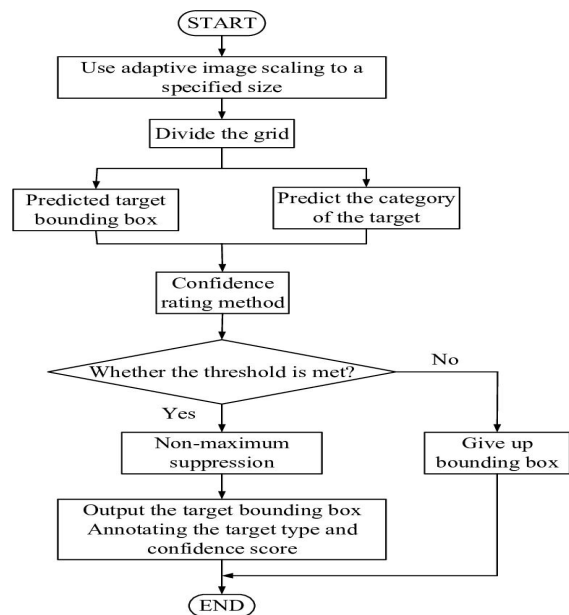 START
Use adaptive image scaling to a
specified size
Divide the grid
Predicted target
bounding box
Predict the category
of the target
Confidence
rating method
Whether the threshold is met?
No
Yes
Non-maximum
suppression
Give up
bounding box
Output the target bounding box
Annotating the target type and
confidence score
END